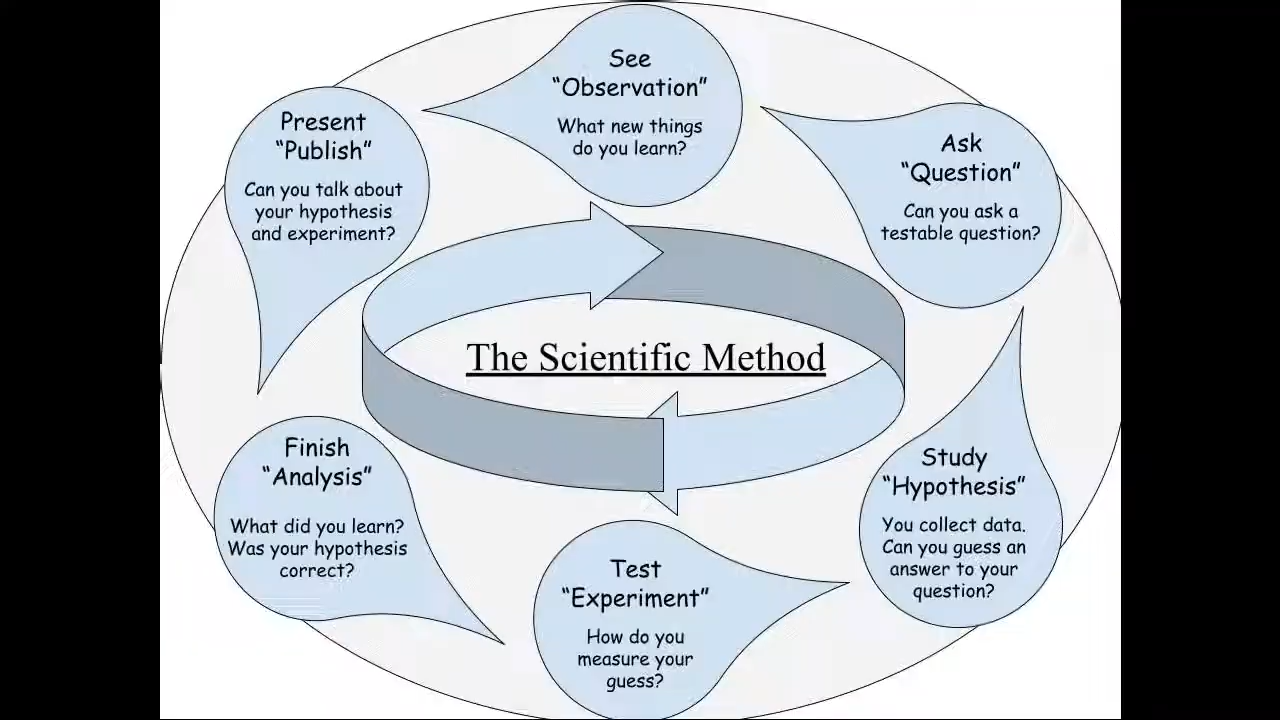 See
“Observation”
What new things
do you learn?
Ask
“Question”
Can you ask a
testable question?
Study
“Hypothesis”
You collect data.
Can you guess an
answer to your
question?
Test
“Experiment”
How do you
measure your
guess?
Finish
“Analysis”
What did you learn?
Was your hypothesis
correct?
Present
“Publish”
Can you talk about
your hypothesis
and experiment?
The Scientific Method